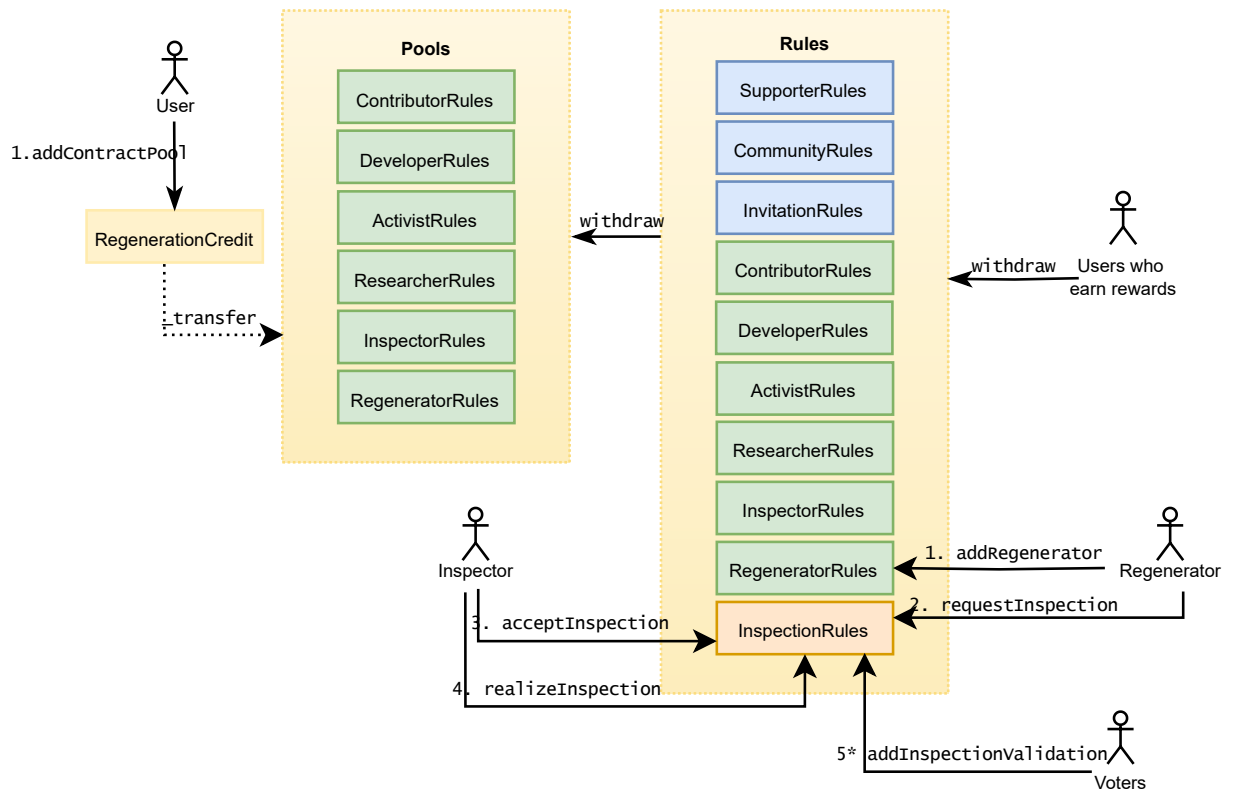 User
1.addContractPool
RegenerationCredit
_transfer
Pools
ContributorRules
DeveloperRules
ActivistRules
ResearcherRules
InspectorRules
RegeneratorRules
withdraw
Rules
SupporterRules
CommunityRules
InvitationRules
ContributorRules
DeveloperRules
ActivistRules
ResearcherRules
InspectorRules
RegeneratorRules
InspectionRules
withdraw
Users who
earn rewards
Inspector
3. acceptInspection
4. realizeInspection
1. addRegenerator
Regenerator
2. requestInspection
5* addInspectionValidation
Voters